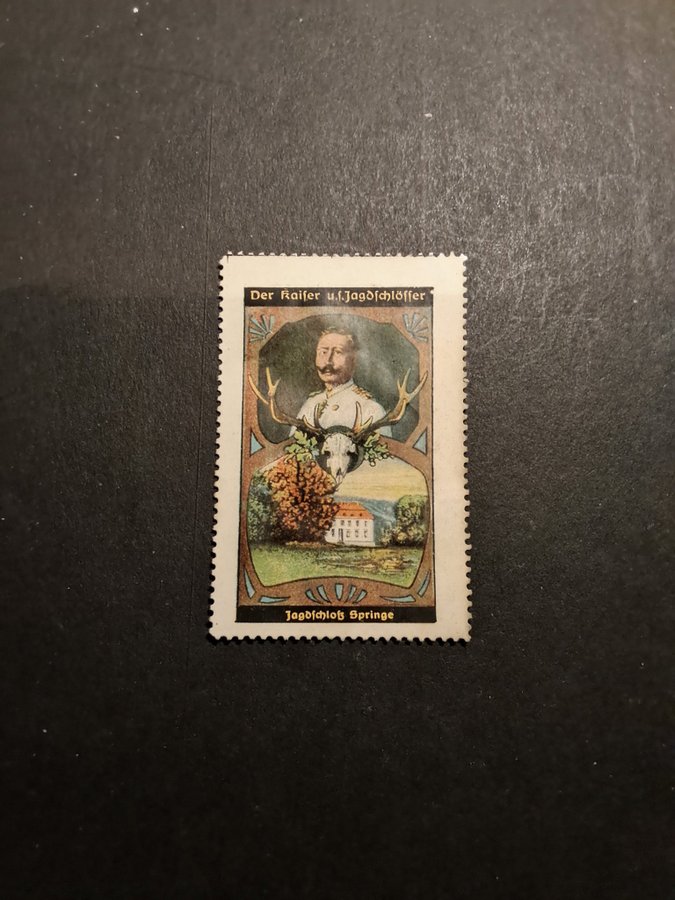 Der Kaiſer u.ſ.Jagdſchlöſſer
Jagdſchloß Springe